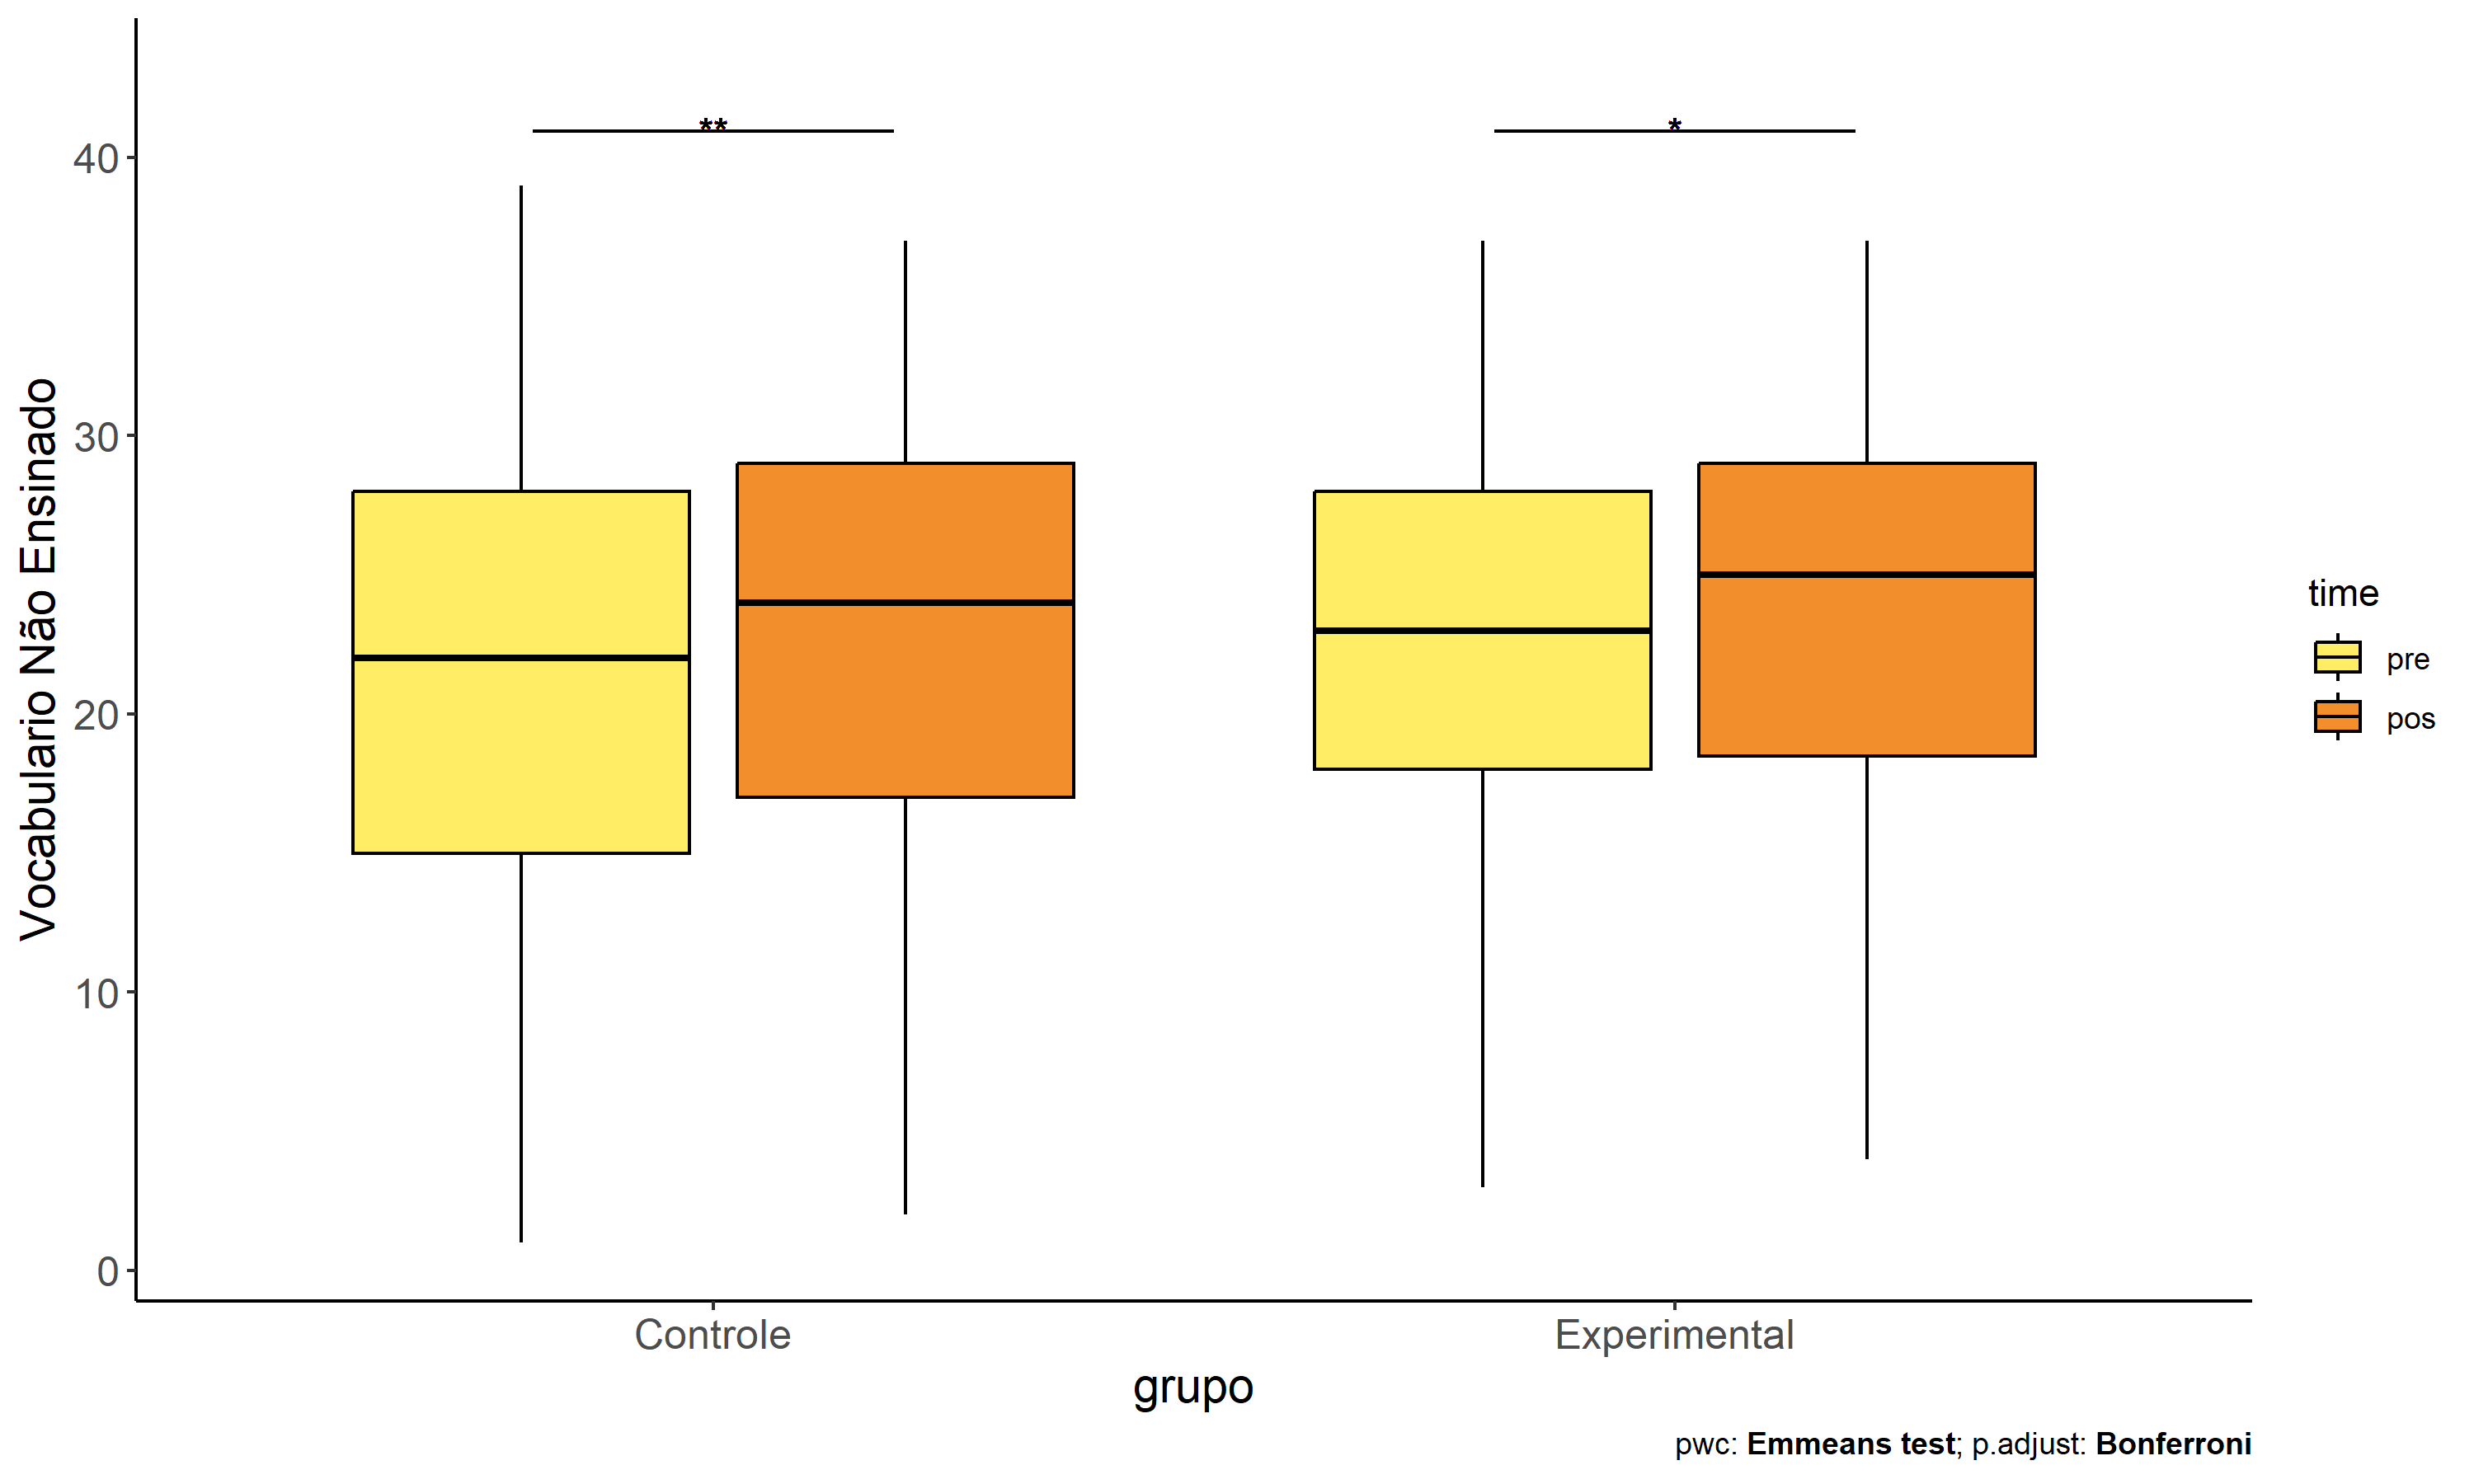 ** *
40
30
20
10
0
Vocabulario Não Ensinado
Controle Experimental
grupo
time
pre
pos
pwc: Emmeans test; p.adjust: Bonferroni